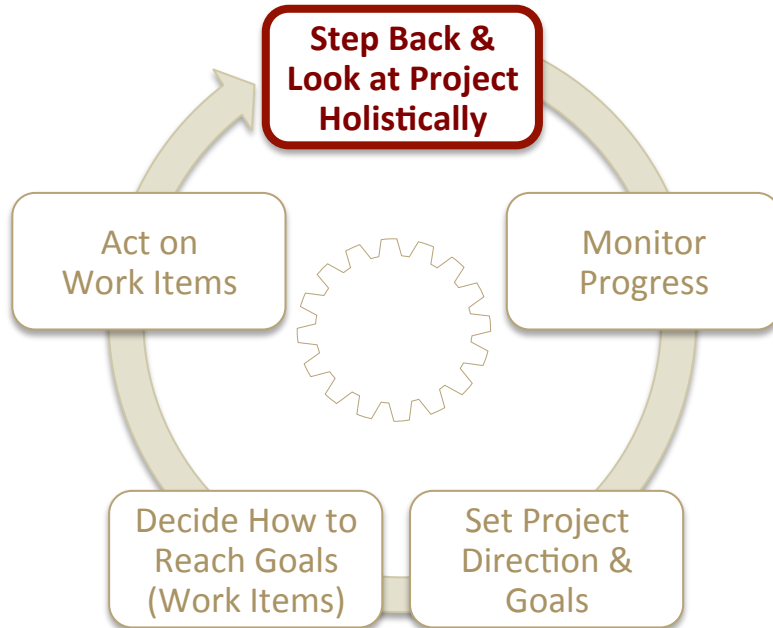 Step Back &
Look at Project
Holistically
Monitor
Progress
Set Project
Direction &
Goals
Decide How to
Reach Goals
(Work Items)
Act on
Work Items